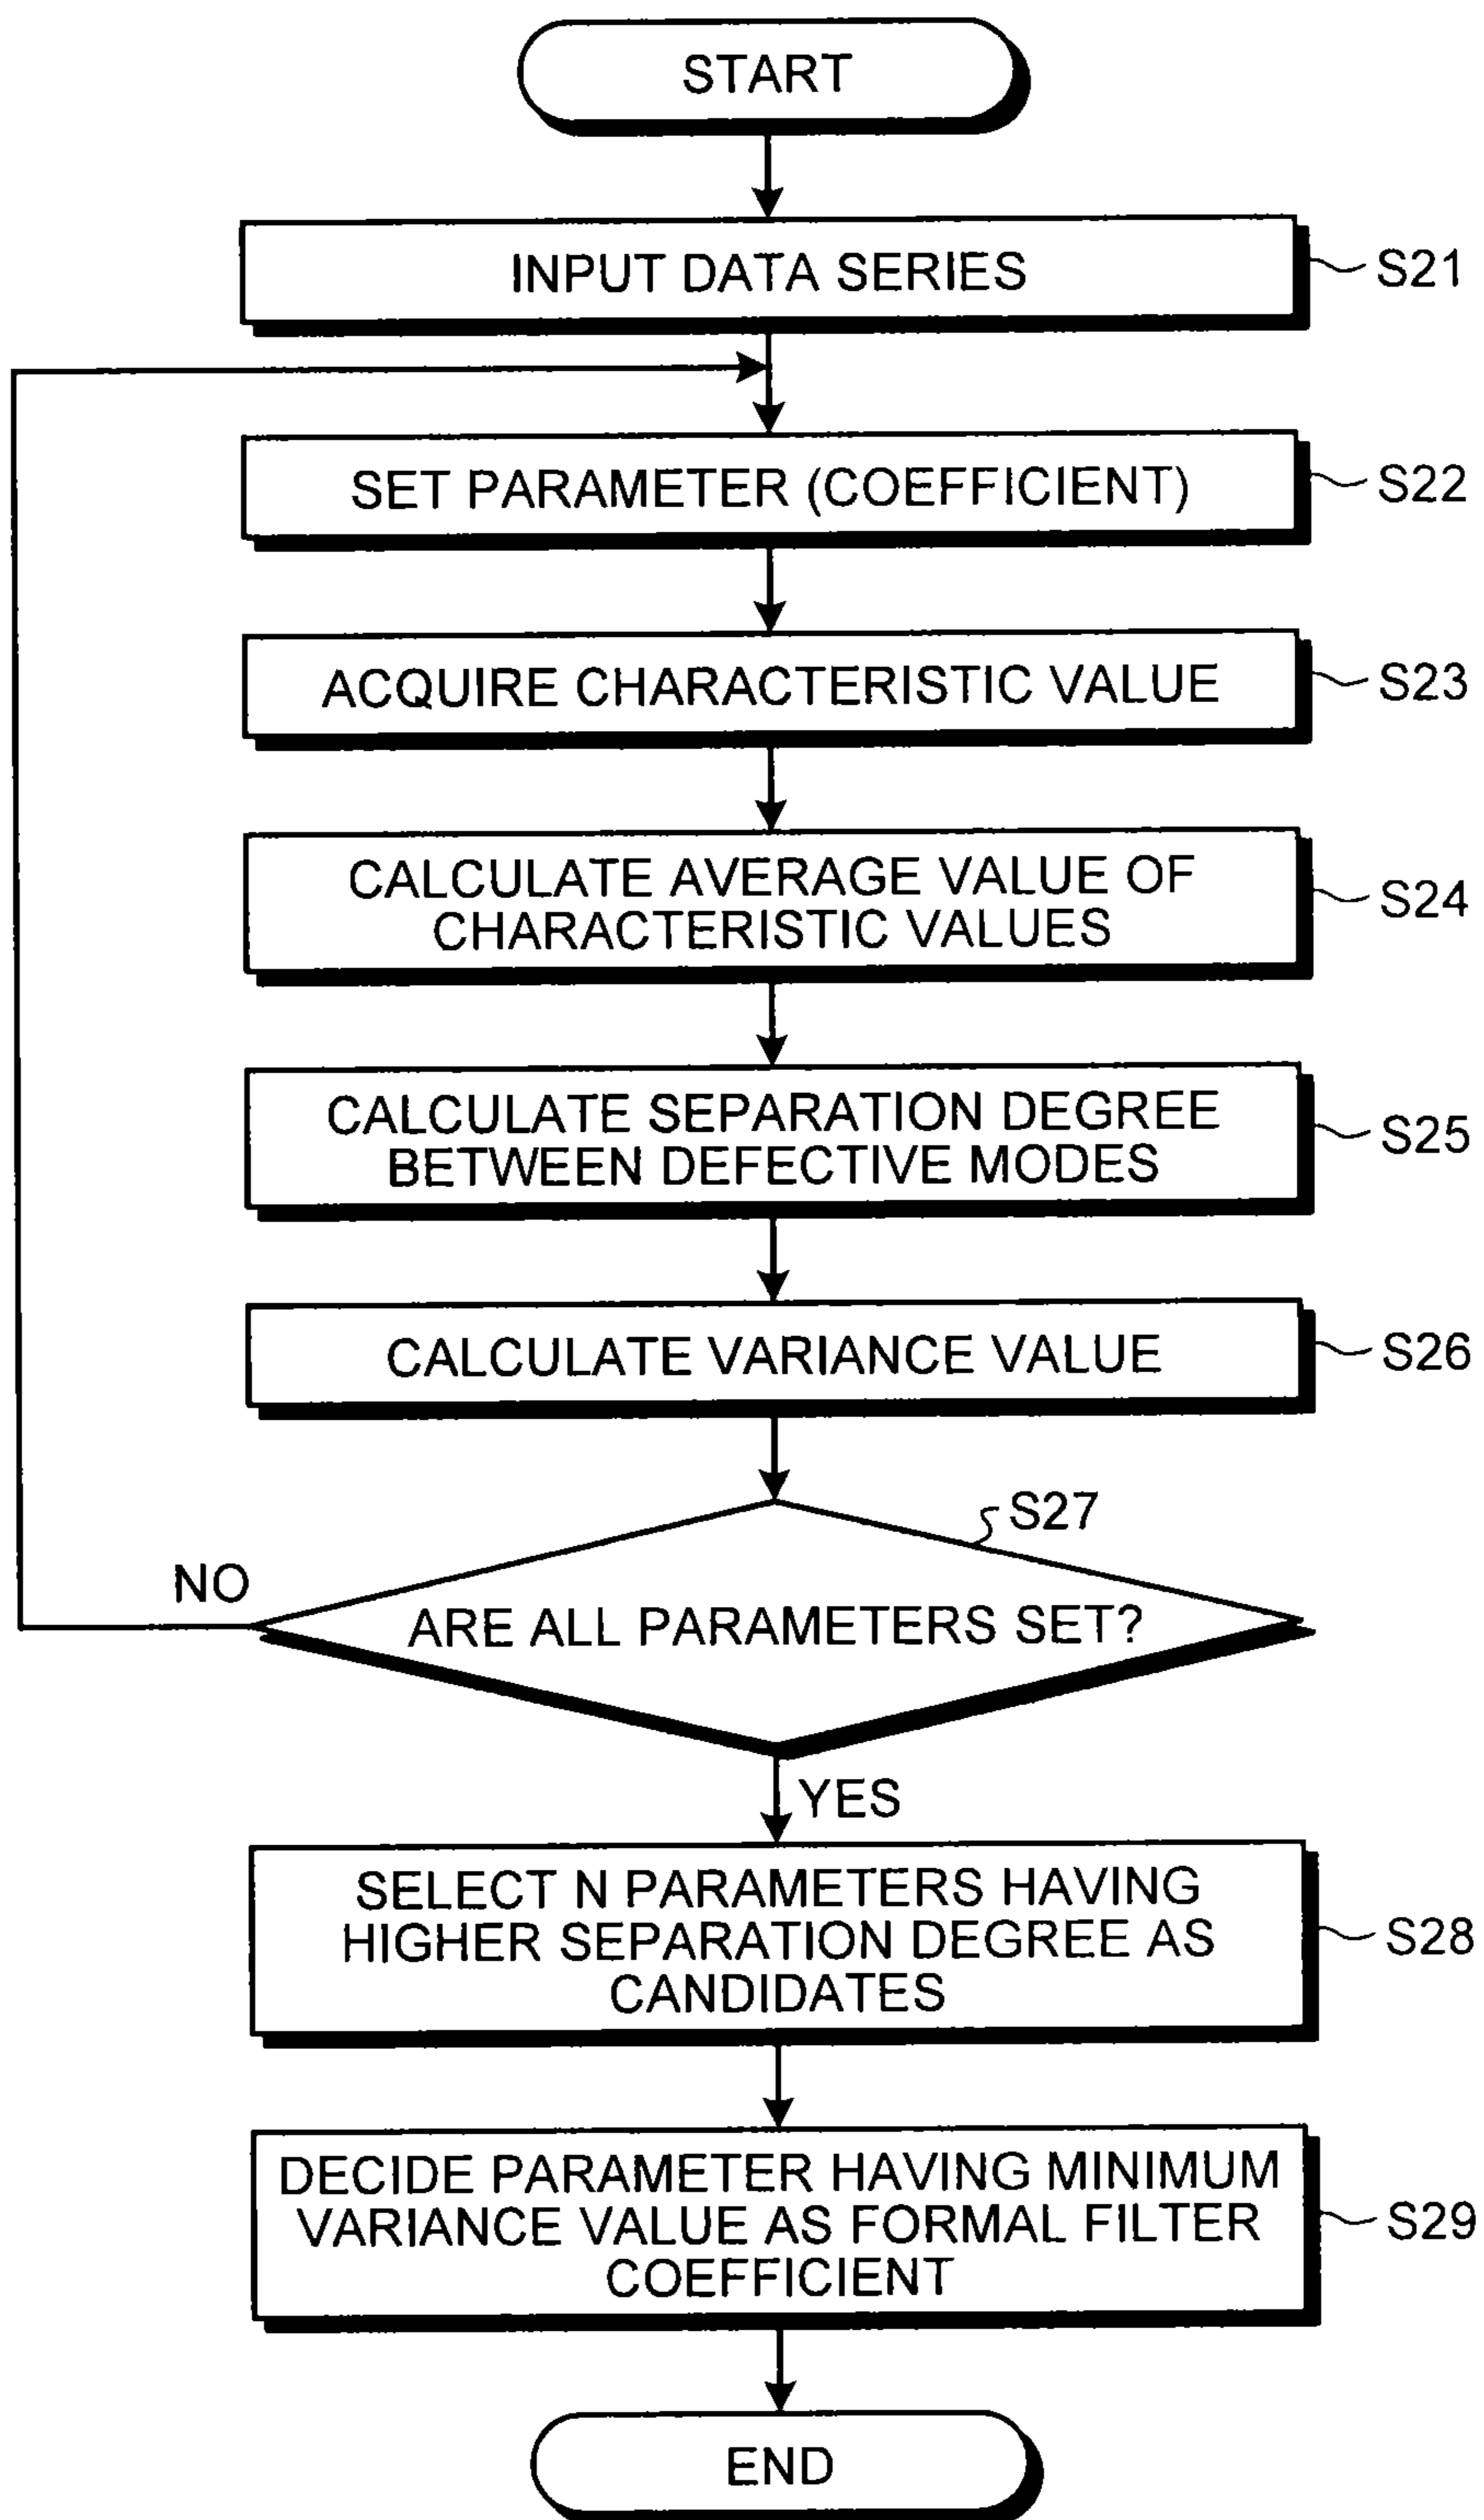 START
INPUT DATA SERIES
S21
SET PARAMETER (COEFFICIENT)
S22
ACQUIRE CHARACTERISTIC VALUE
S23
CALCULATE AVERAGE VALUE OF
CHARACTERISTIC VALUES
S24
CALCULATE SEPARATION DEGREE
BETWEEN DEFECTIVE MODES
S25
CALCULATE VARIANCE VALUE
S26
S27
NO
ARE ALL PARAMETERS SET?
YES
SELECT N PARAMETERS HAVING
HIGHER SEPARATION DEGREE AS
CANDIDATES
S28
DECIDE PARAMETER HAVING MINIMUM
VARIANCE VALUE AS FORMAL FILTER
COEFFICIENT
S29
END